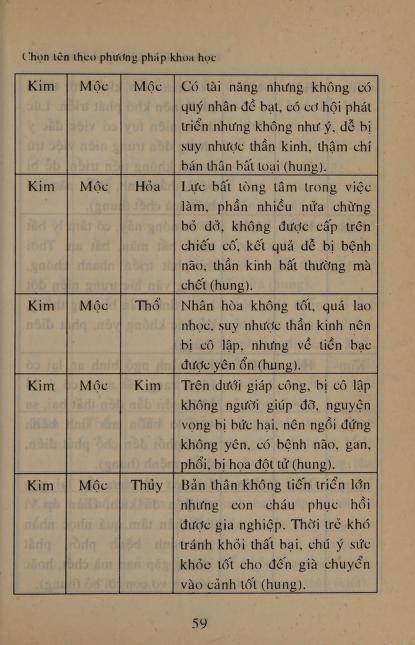 Chọn tên theo phương pháp khoa học
Kim Mộc Mộc Có tài năng nhưng không có
quý nhân đề bạt, có cơ hội phát
triển nhưng không như ý, dễ bị
suy nhược thần kinh, thậm chí
bán thân bất toại (hung).
Kim Mộc Hỏa Lực bất tòng tâm trong việc
làm, phần nhiều nửa chừng
bỏ dở, không được cấp trên
chiếu cố, kết quả dễ bị bệnh
não, thần kinh bất thường mà
chết (hung).
Kim Mộc Thổ Nhân hòa không tốt, quá lao
nhọc, suy nhược thần kinh nên
bị cô lập, nhưng về tiền bạc
được yên ổn (hung).
Kim Mộc Kim Trên dưới giáp công, bị cô lập
không người giúp đỡ, nguyện
vọng bị bức hại, nên ngồi đứng
không yên, có bệnh não, gan,
phổi, bị họa đột tử (hung).
Kim Mộc Thủy Bản thân không tiến triển lớn
nhưng con cháu phục hồi
được gia nghiệp. Thời trẻ khó
tránh khỏi thất bại, chú ý sức
khỏe tốt cho đến già chuyển
vào cảnh tốt (hung).
59